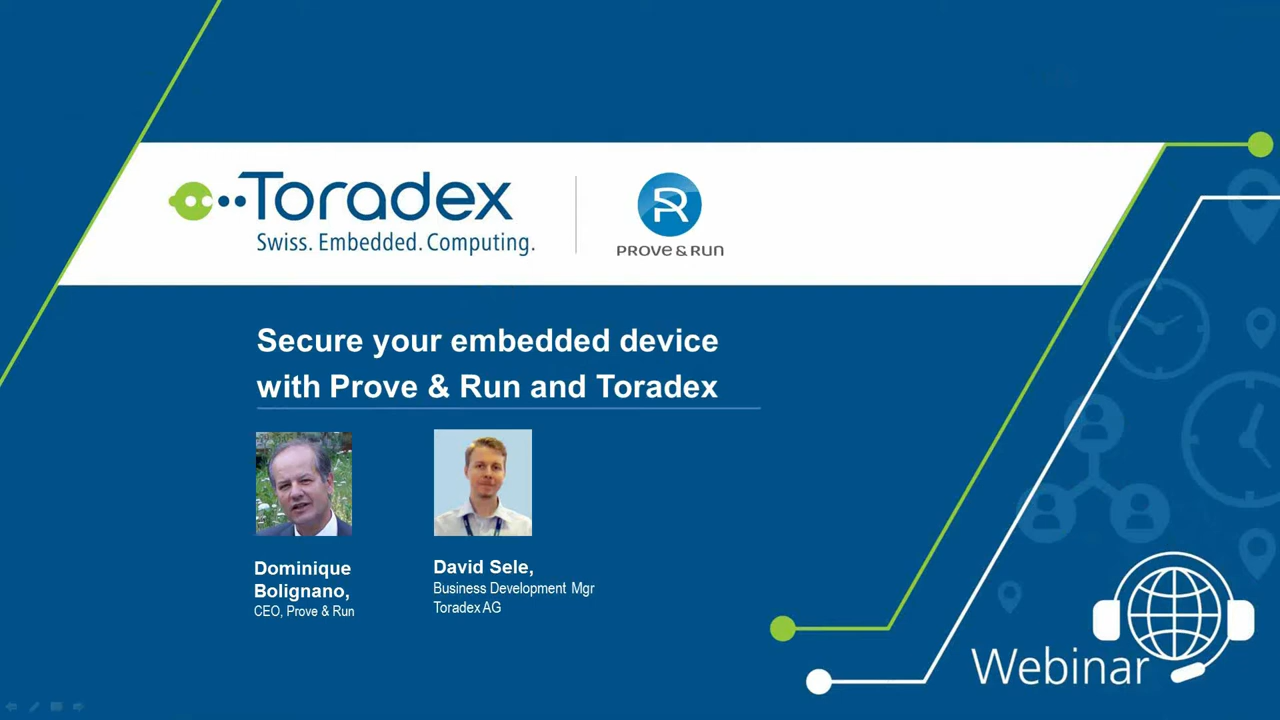 Toradex
Swiss. Embedded. Computing.
PROVE & RUN
Secure your embedded device
with Prove & Run and Toradex
Dominique
Bolignano,
CEO, Prove & Run
David Sele,
Business Development Mgr
Toradex AG
Webinar